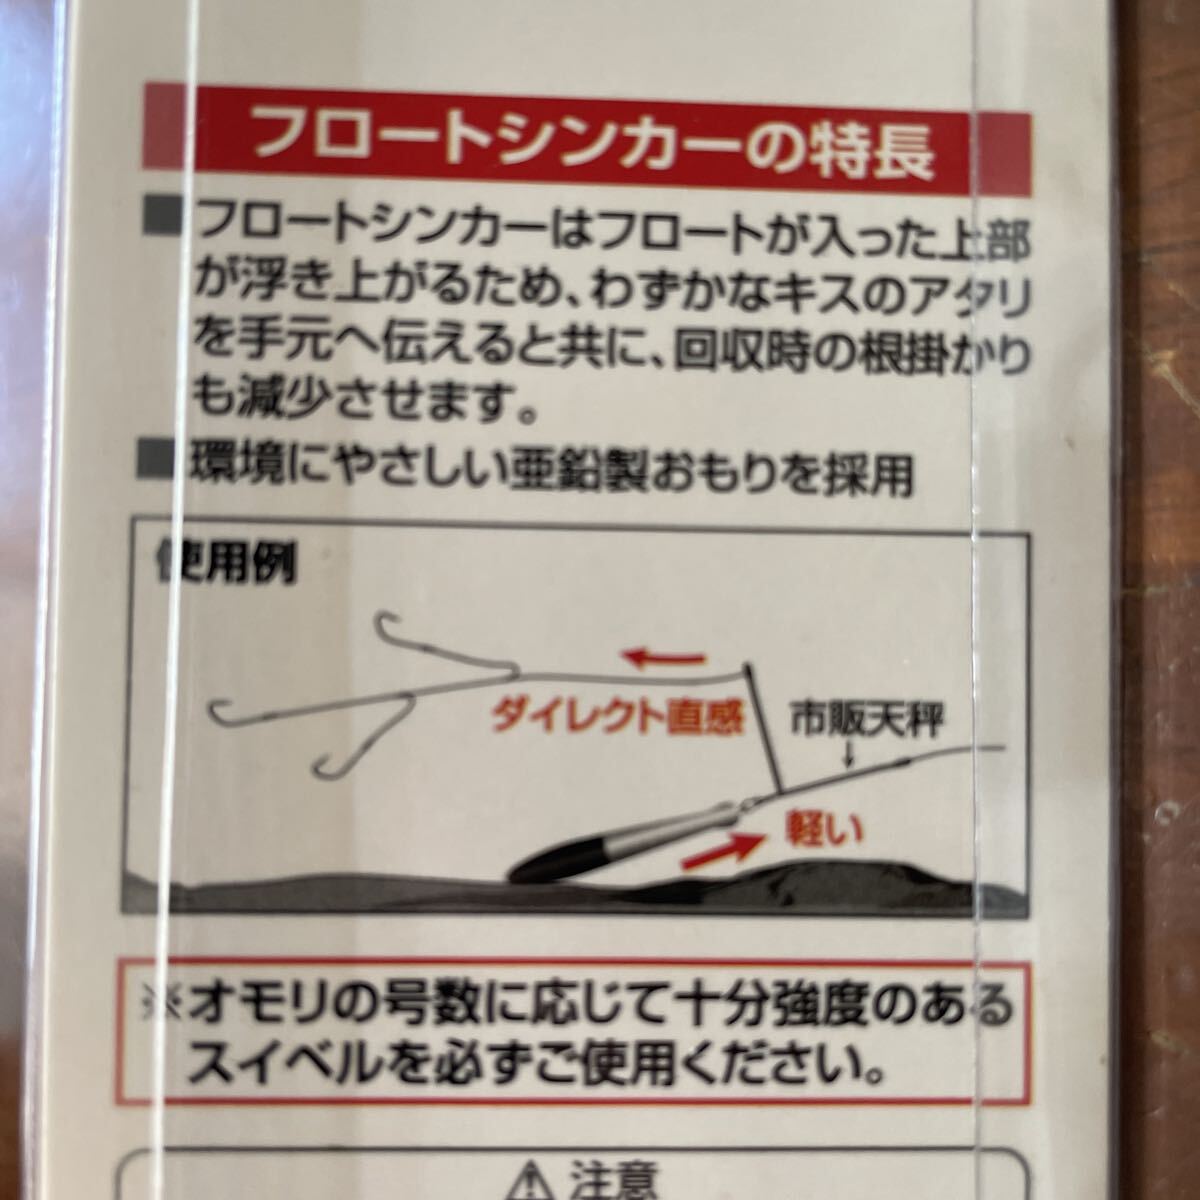 フロートシンカーの特長
■フロートシンカーはフロートが入った上部
が浮き上がるため、わずかなキスのアタリ
を手元へ伝えると共に、回収時の根掛かり
も減少させます。
■環境にやさしい亜鉛製おもりを採用
使用例
ダイレクト直感
市販天秤
軽い
※オモリの号数に応じて十分強度のある
スイベルを必ずご使用ください。
⚠注意